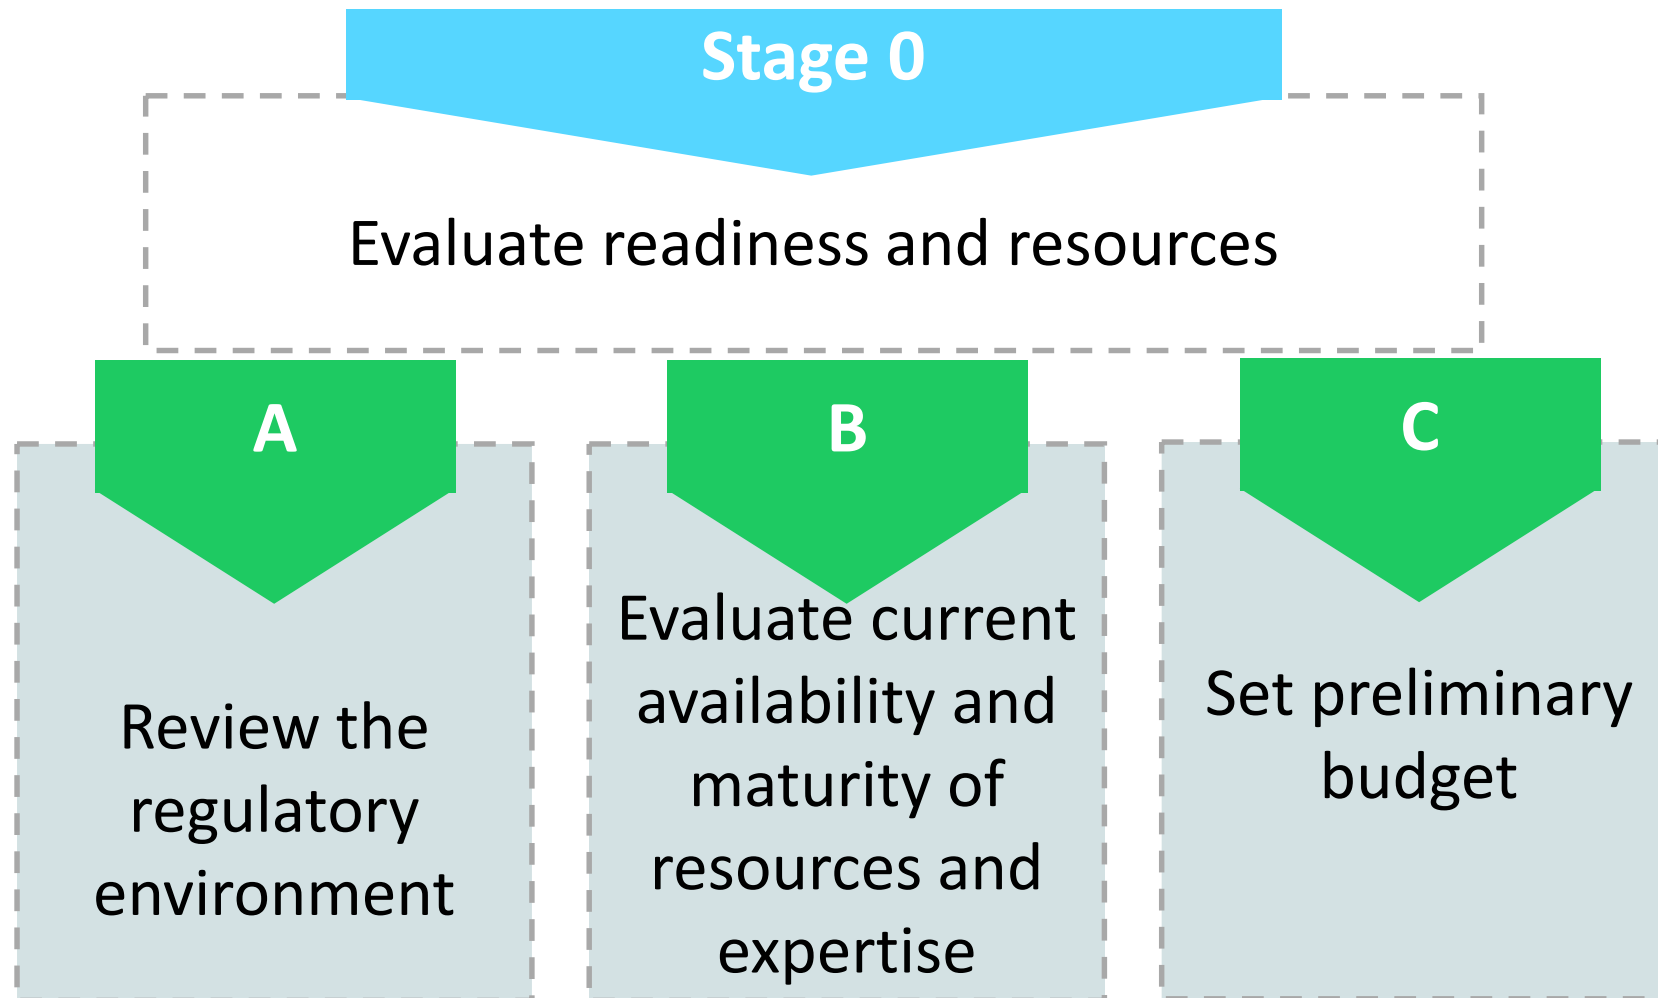 Stage 0
Evaluate readiness and resources
A
Review the
regulatory
environment
B
Evaluate current
availability and
maturity of
resources and
expertise
C
Set preliminary
budget